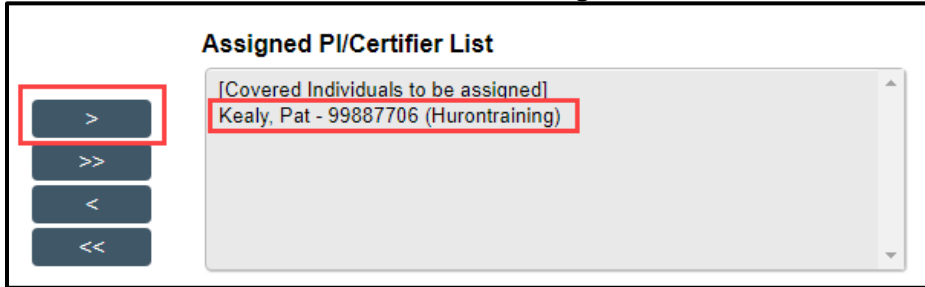 Assigned PI/Certifier List
[Covered Individuals to be assigned]
Kealy, Pat - 99887706 (Hurontraining)
>
>>
<
<<